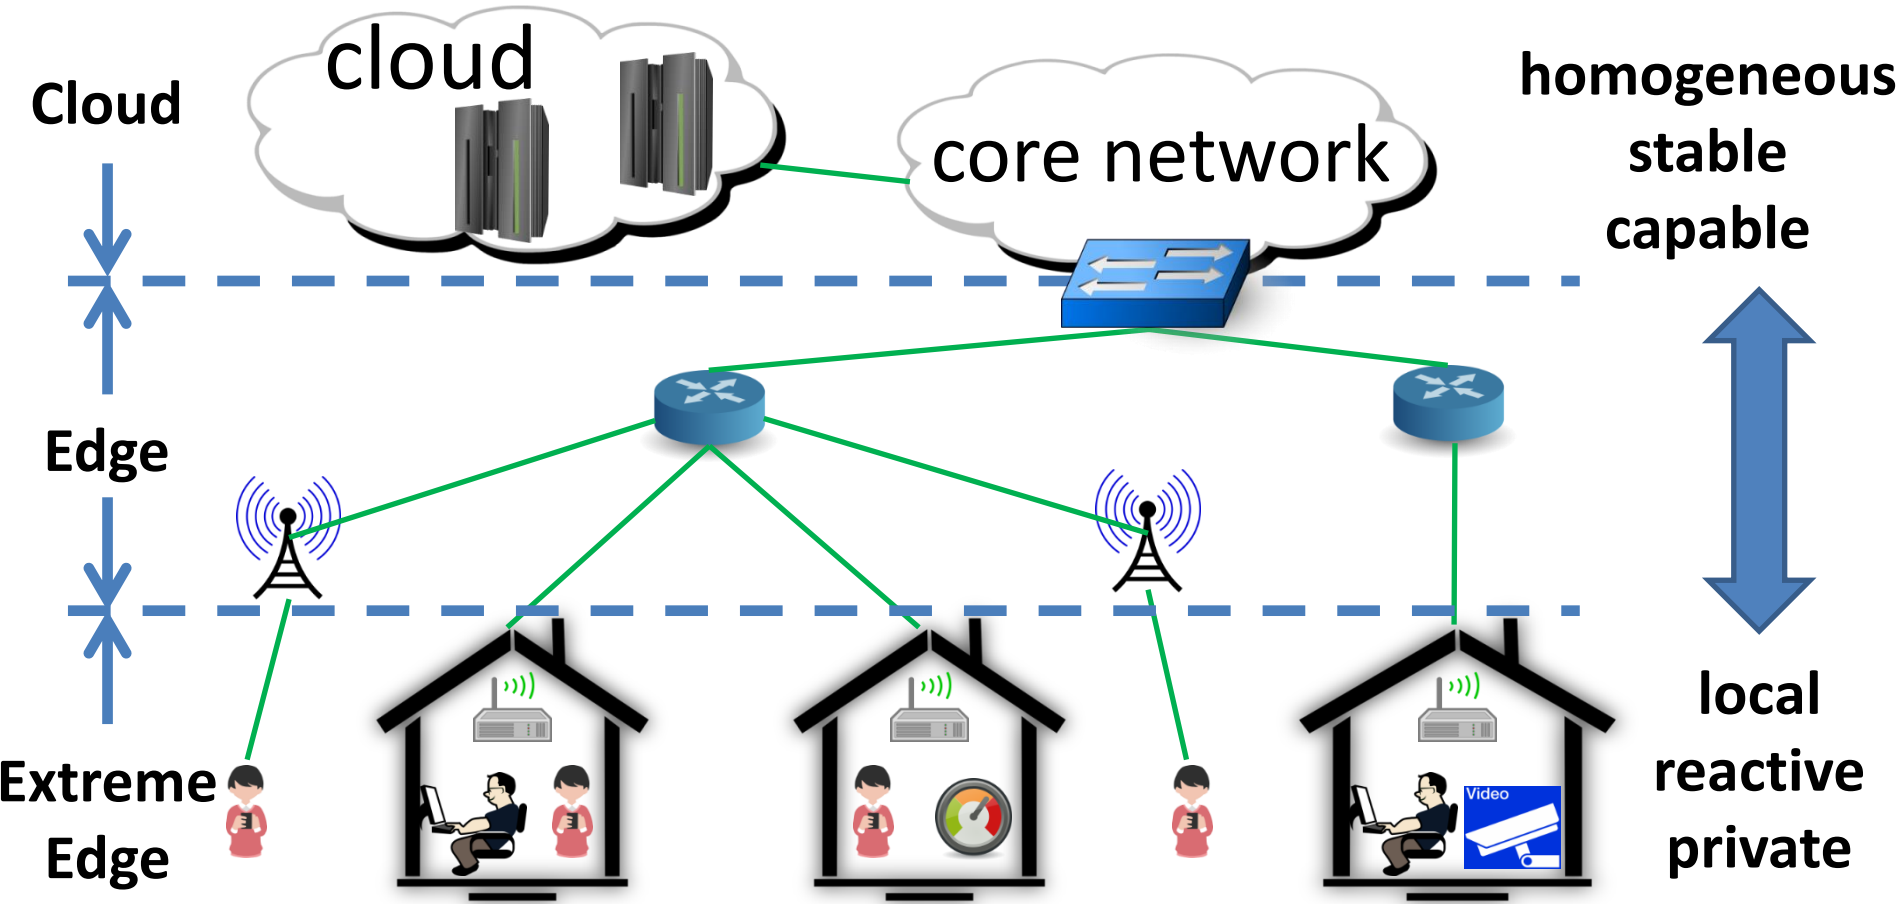 cloud
Cloud
core network
homogeneous
stable
capable
Edge
Extreme
Edge
Video
local
reactive
private